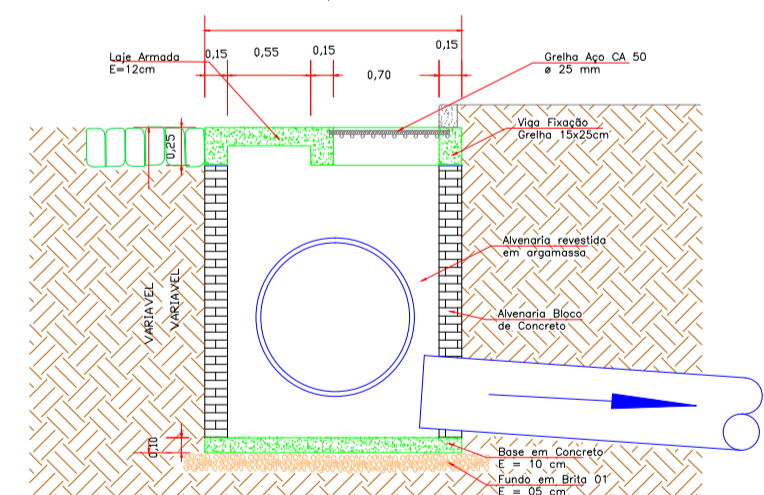 Laje Armada
E=12cm
0,15
0,55
0,15
0,70
0,15
Grelha Aço CA 50
ø 25 mm
Viga Fixação
Grelha 15x25cm
0,25
Alvenaria revestida
em argamassa
VARIAVEL
VARIAVEL
Alvenaria Bloco
de Concreto
0,10
Base em Concreto
E = 10 cm
Fundo em Brita 01
E = 05 cm